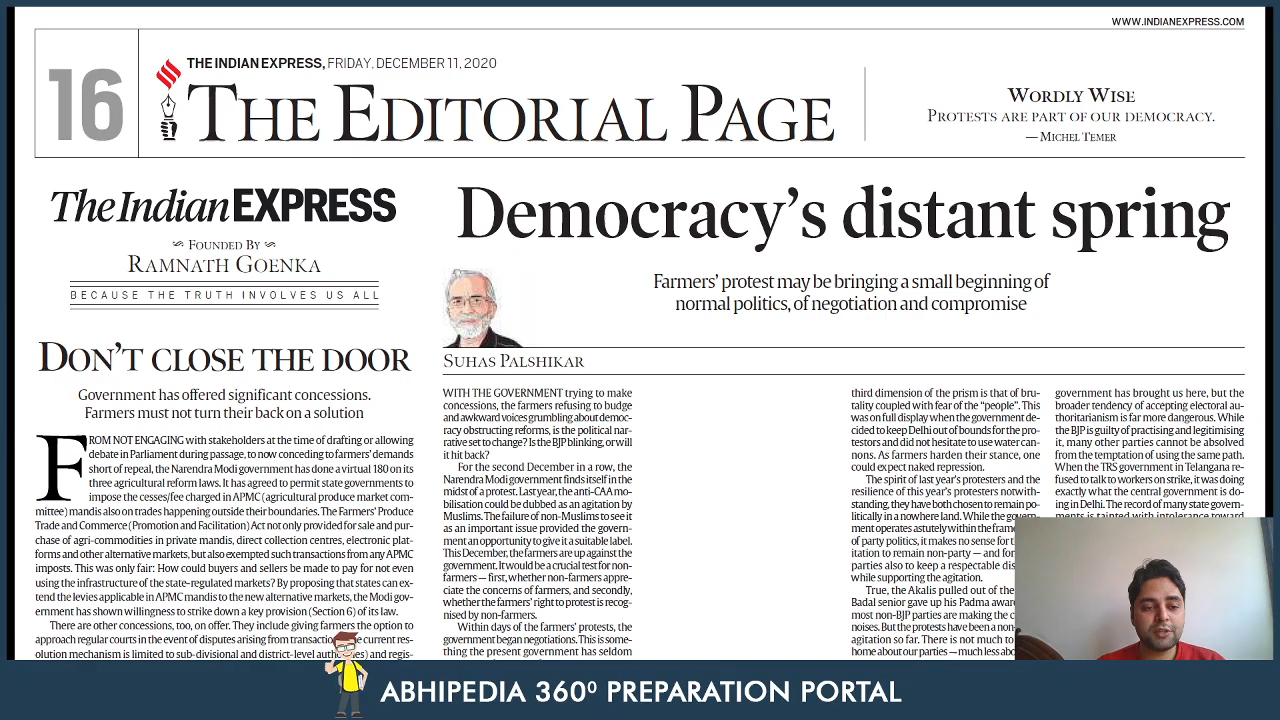 WWW.INDIANEXPRESS.COM
16
THE INDIAN EXPRESS, FRIDAY, DECEMBER 11, 2020
THE EDITORIAL PAGE
WORDLY WISE
PROTESTS ARE PART OF OUR DEMOCRACY.
— MICHEL TEMER
The Indian EXPRESS
FOUNDED BY
RAMNATH GOENKA
BECAUSE THE TRUTH INVOLVES US ALL
DON'T CLOSE THE DOOR
Government has offered significant concessions.
Farmers must not turn their back on a solution
FROM NOT ENGAGING with stakeholders at the time of drafting or allowing
debate in Parliament during passage, to now conceding to farmers' demands
short of repeal, the Narendra Modi government has done a virtual 180 on its
three agricultural reform laws. It has agreed to permit state governments to
impose the cesses/fee charged in APMC (agricultural produce market com-
mittee) mandis also on trades happening outside their boundaries. The Farmers' Produce
Trade and Commerce (Promotion and Facilitation) Act not only provided for sale and pur-
chase of agri-commodities in private mandis, direct collection centres, electronic plat-
forms and other alternative markets, but also exempted such transactions from any APMC
imposts. This was only fair: How could buyers and sellers be made to pay for not even
using the infrastructure of the state-regulated markets? By proposing that states can ex-
tend the levies applicable in APMC mandis to the new alternative markets, the Modi gov-
ernment has shown willingness to strike down a key provision (Section 6) of its law.
There are other concessions, too, on offer. They include giving farmers the option to
approach regular courts in the event of disputes arising from current res-
olution mechanism is limited to sub-divisional and district-level and regis-
Democracy's distant spring
Farmers' protest may be bringing a small beginning of
normal politics, of negotiation and compromise
SUHAS PALSHIKAR
WITH THE GOVERNMENT trying to make
concessions, the farmers refusing to budge
and awkward voices grumbling about democ-
racy obstructing reforms, is the political nar-
rative set to change? Is the BJP blinking, or will
it hit back?
For the second December in a row, the
Narendra Modi government finds itself in the
midst of a protest. Last year, the anti-CAA mo-
bilisation could be dubbed as an agitation by
Muslims. The failure of non-Muslims to see it
as an important issue provided the govern-
ment an opportunity to give it a suitable label.
This December, the farmers are up against the
government. It would be a crucial test for non-
farmers — first, whether non-farmers appre-
ciate the concerns of farmers, and secondly,
whether the farmers' right to protest is recog-
nised by non-farmers.
Within days of the farmers' protests, the
government began negotiations. This is some-
thing the present government has seldom
third dimension of the prism is that of bru-
tality coupled with fear of the "people". This
was on full display when the government de-
cided to keep Delhi out of bounds for the pro-
testors and did not hesitate to use water can-
nons. As farmers harden their stance, one
could expect naked repression.
The spirit of last year's protesters and the
resilience of this year's protesters notwith-
standing, they have both chosen to remain po-
litically in a nowhere land. While the govern-
ment operates astutely within the
of party politics, it makes no sense for
itation to remain non-party — and for
parties also to keep a respectable
while supporting the agitation.
True, the Akalis pulled out of the
Badal senior gave up his Padma
most non-BJP parties are making the
noises. But the protests have been a
agitation so far. There is not much to
home about our parties — much less
government has brought us here, but the
broader tendency of accepting electoral au-
thoritarianism is far more dangerous. While
the BJP is guilty of practising and legitimising
it, many other parties cannot be absolved
from the temptation of using the same path.
When the TRS government in Telangana re-
fused to talk to workers on strike, it was doing
exactly what the central government is do-
ing in Delhi. The record of many state govern-
ments is tainted with intolerance toward
ABHIPEDIA 360° PREPARATION PORTAL